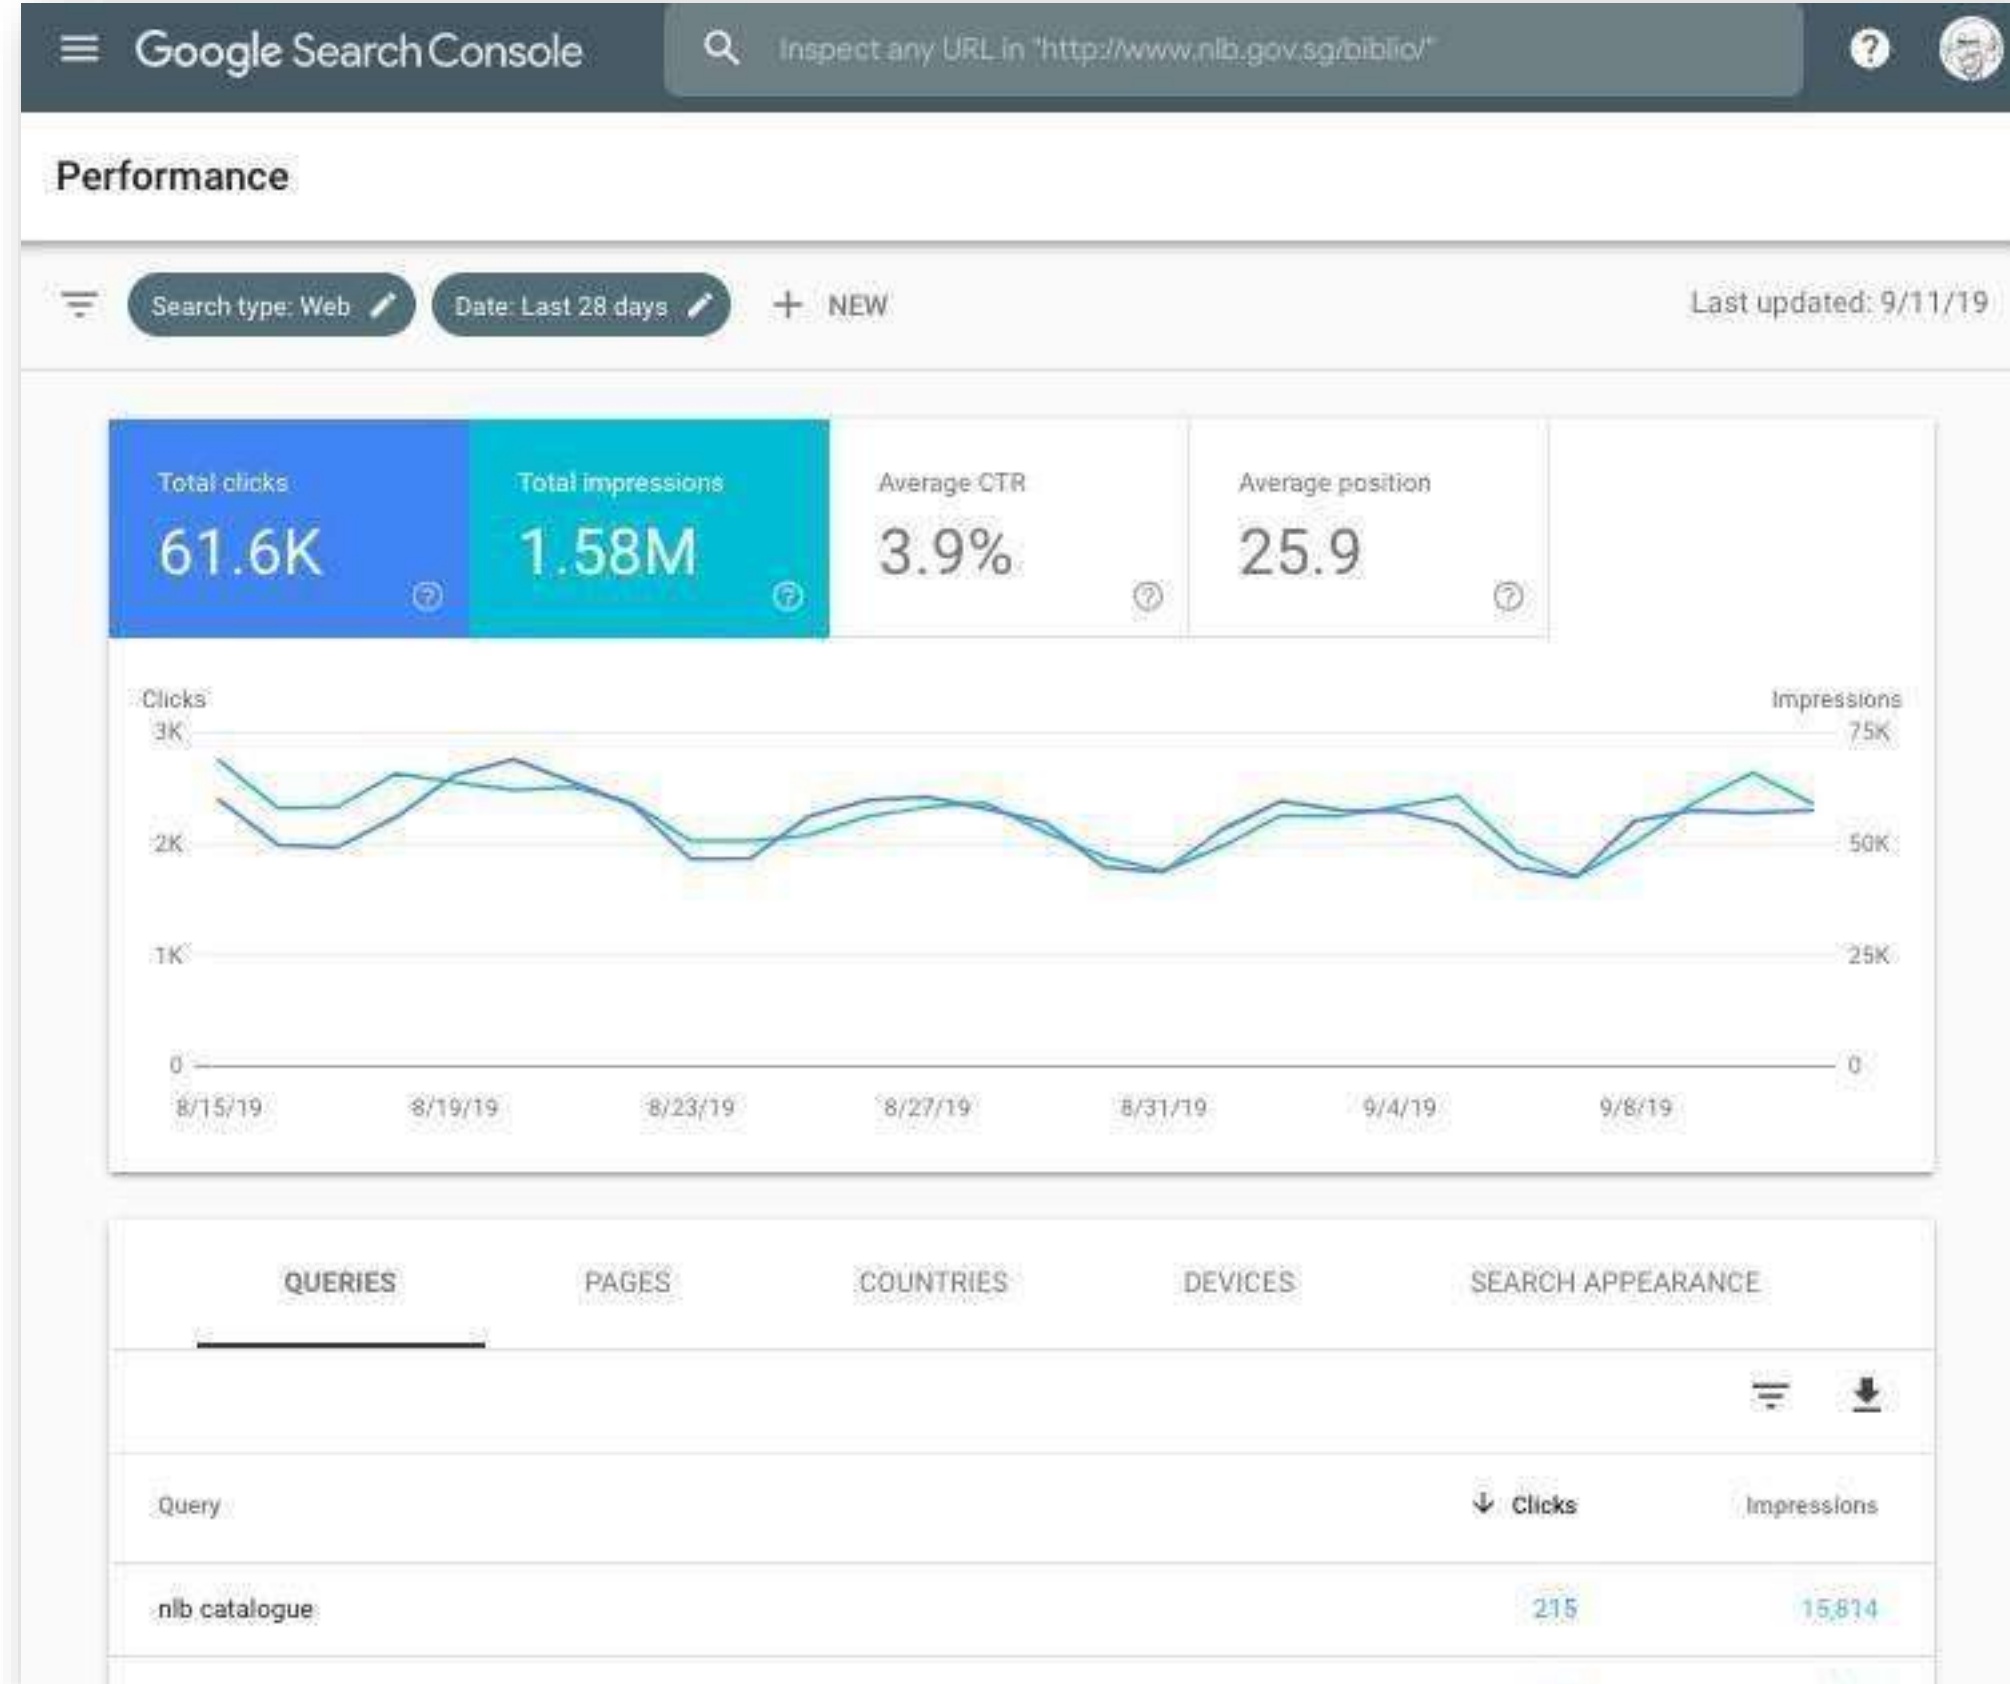 Google Search Console
Inspect any URL in "http://www.nlb.gov.sg/biblio/"
Performance
Search type: Web
Date: Last 28 days
+ NEW
Last updated: 9/11/19
Total clicks
61.6K
Total impressions
1.58M
Average CTR
3.9%
Average position
25.9
Clicks
Impressions
3K
75K
2K
50K
1K
25K
0
0
8/15/19 8/19/19 8/23/19 8/27/19 8/31/19 9/4/19 9/8/19
QUERIES PAGES COUNTRIES DEVICES SEARCH APPEARANCE
Query Clicks Impressions
nlb catalogue 215 15,814